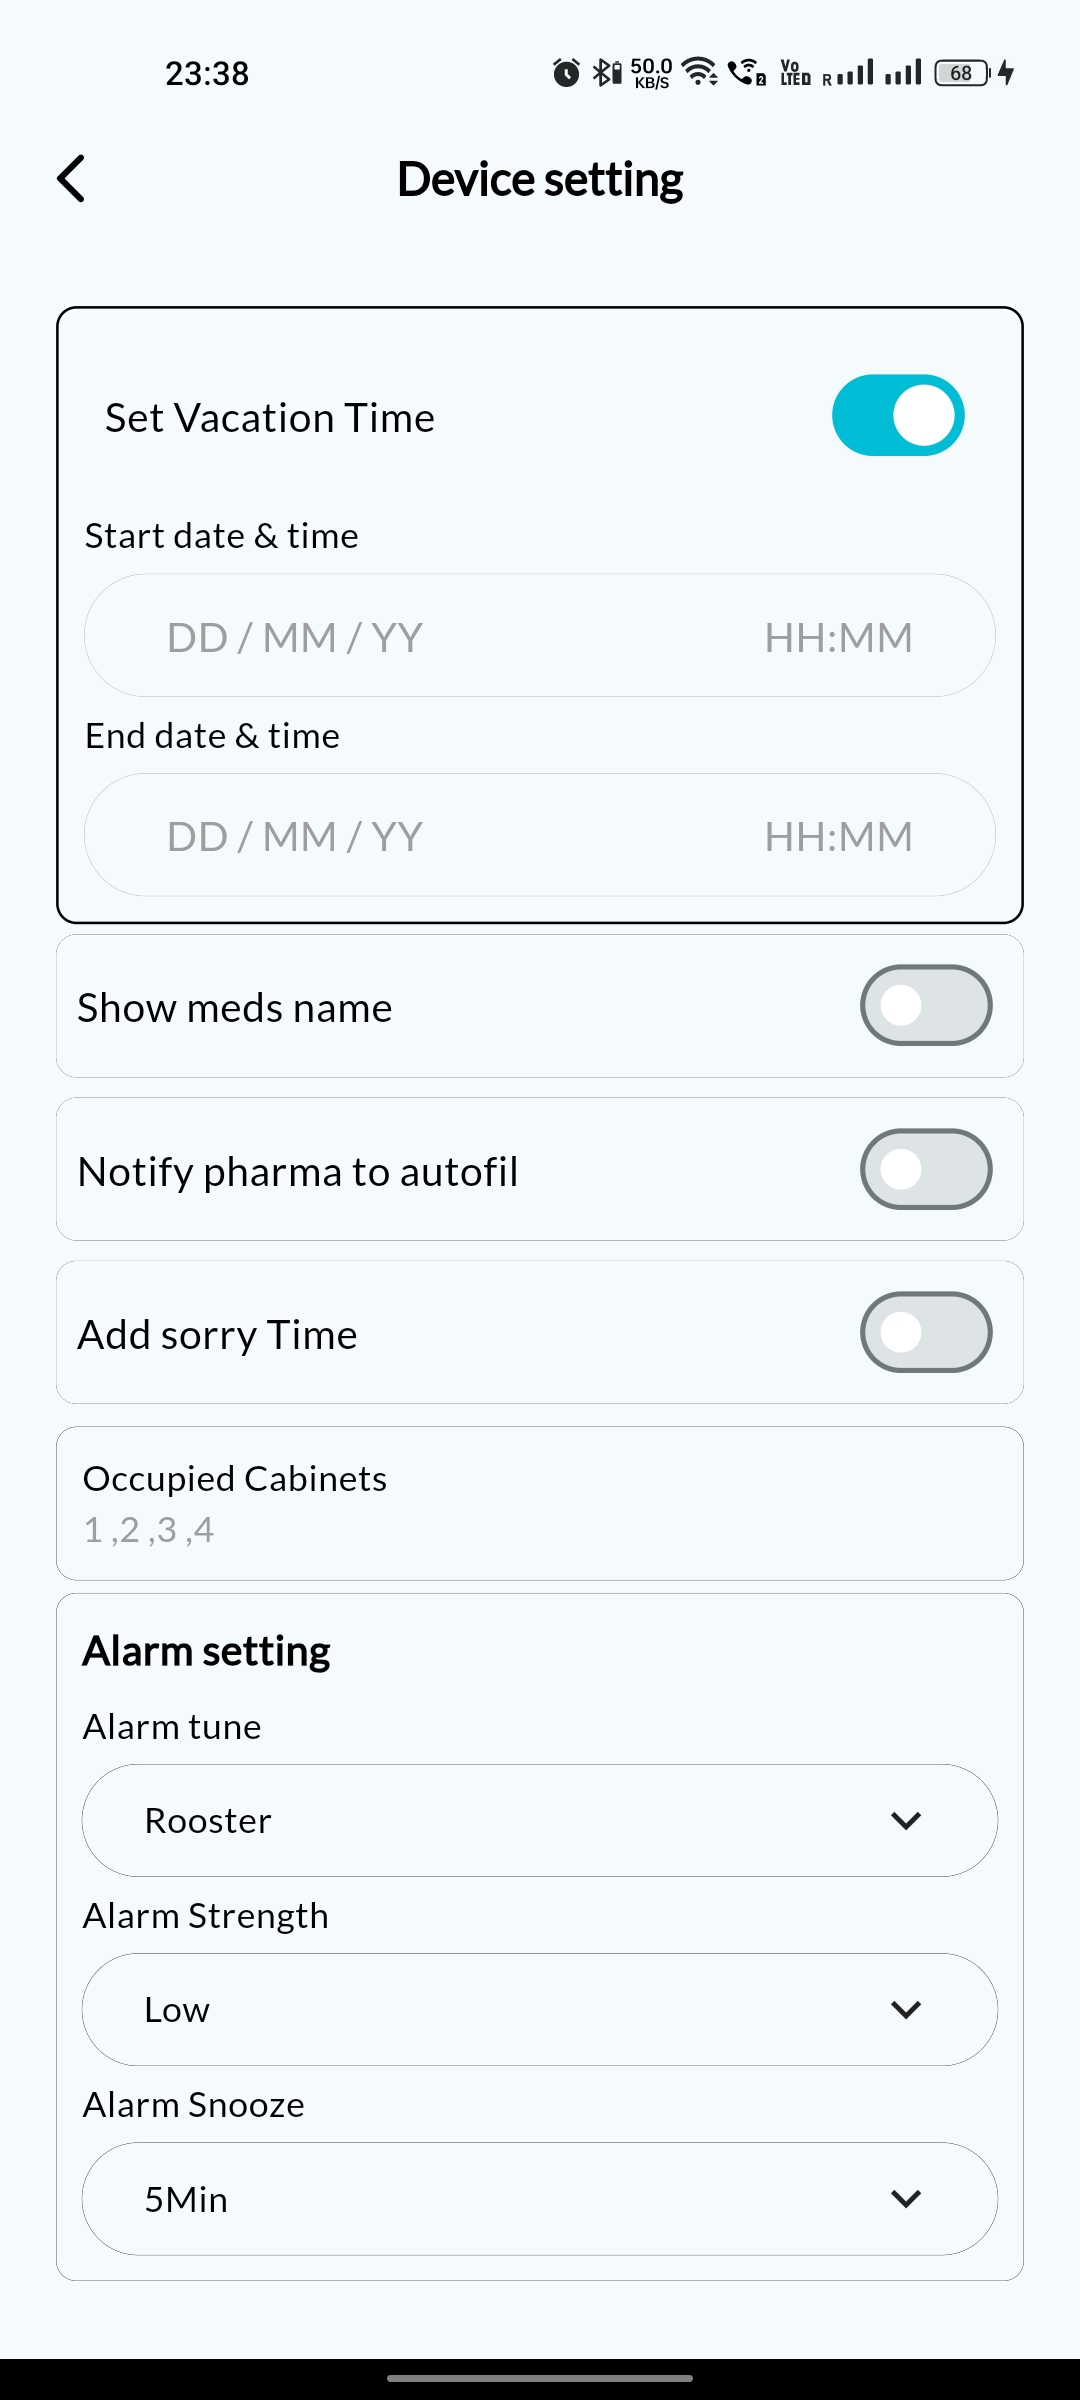 23:38 50.0 KB/S Vo LTED R 68
Device setting
Set Vacation Time
Start date & time
DD / MM / YY HH:MM
End date & time
DD / MM / YY HH:MM
Show meds name
Notify pharma to autofil
Add sorry Time
Occupied Cabinets
1 ,2 ,3 ,4
Alarm setting
Alarm tune
Rooster
Alarm Strength
Low
Alarm Snooze
5Min